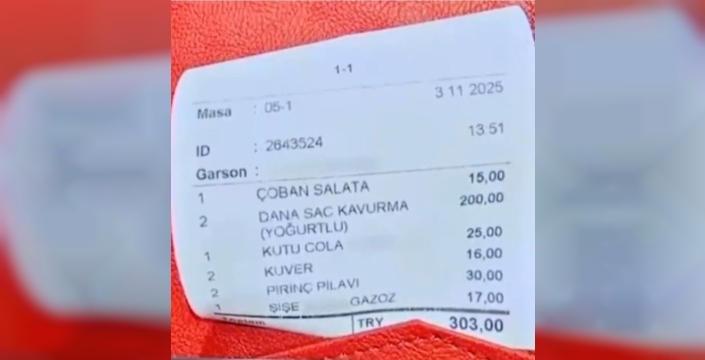 1-1
Masa : 05-1 3 11 2025
ID : 2643524 13 51
Garson :
1 ÇOBAN SALATA 15,00
2 DANA SAC KAVURMA 200,00
(YOĞURTLU)
1 KUTU COLA 25,00
2 KUVER 16,00
2 PIRINÇ PILAVI 30,00
1 ŞIŞE GAZOZ 17,00
TRY 303,00